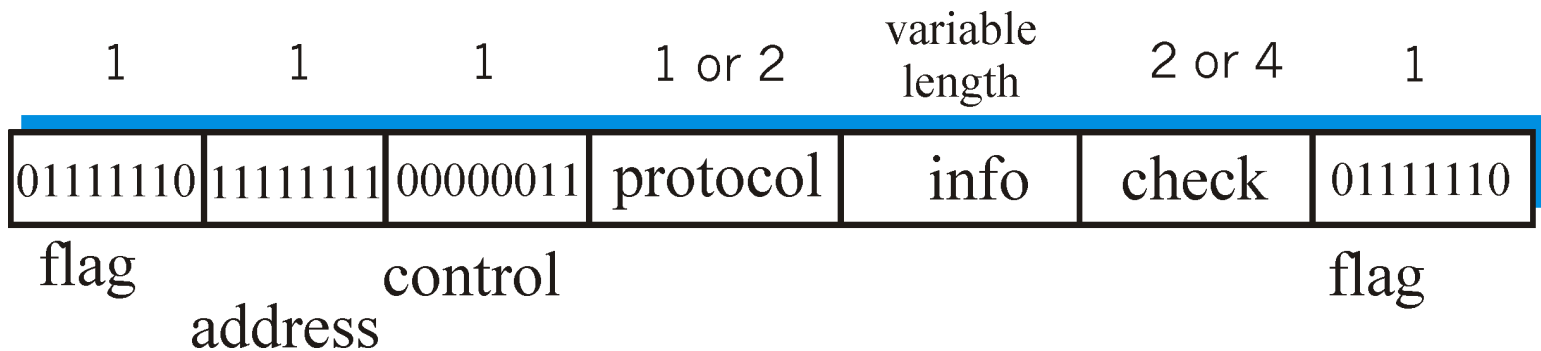 variable
1 1 1 1 or 2 length 2 or 4 1
01111110 11111111 00000011 protocol info check 01111110
flag control flag
address